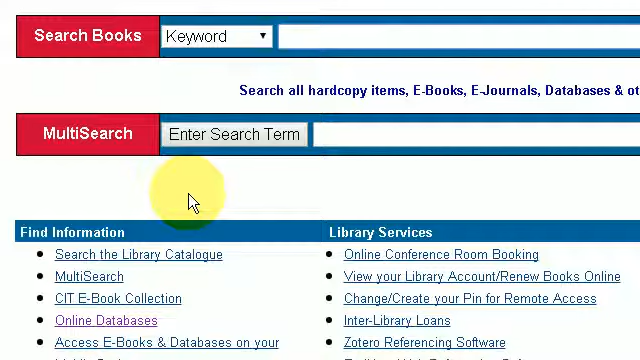 Search Books Keyword
Search all hardcopy items, E-Books, E-Journals, Databases & ot
MultiSearch Enter Search Term
Find Information
Search the Library Catalogue
MultiSearch
CIT E-Book Collection
Online Databases
Access E-Books & Databases on your
Library Services
Online Conference Room Booking
View your Library Account/Renew Books Online
Change/Create your Pin for Remote Access
Inter-Library Loans
Zotero Referencing Software